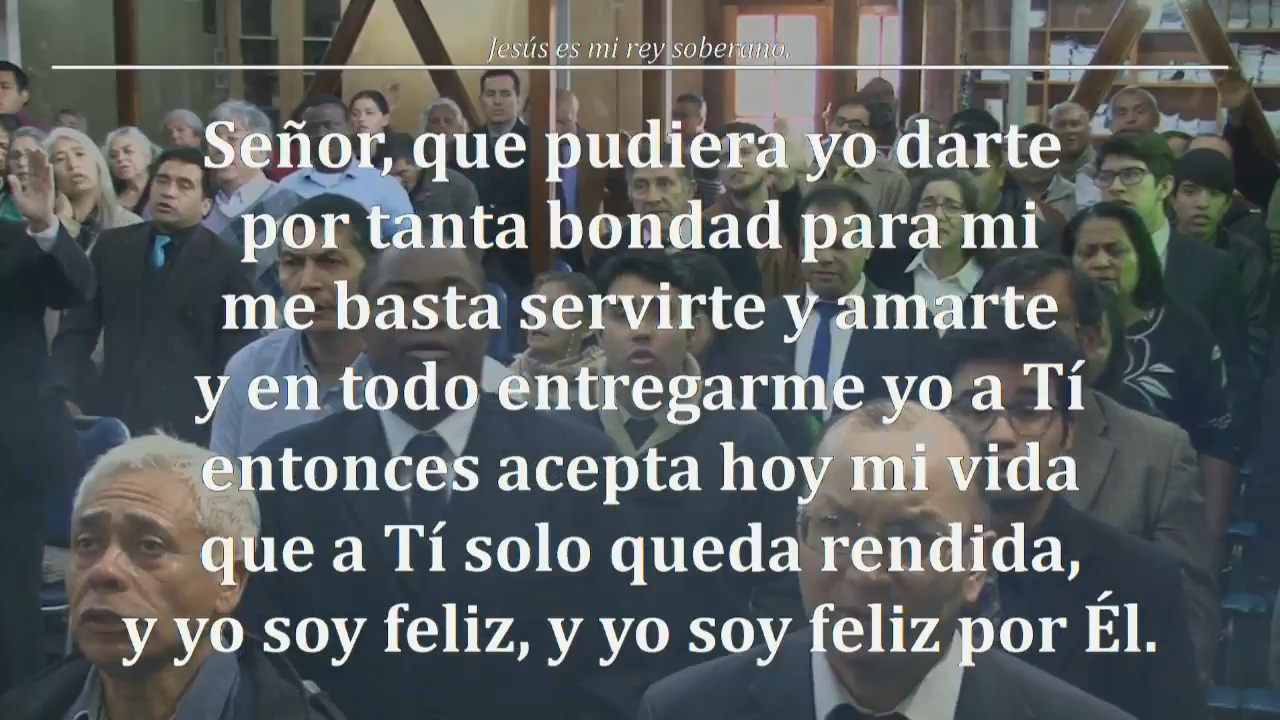 Jesús es mi rey soberano.
Señor, que pudiera yo darte
por tanta bondad para mi
me basta servirte y amarte
y en todo entregarme yo a Tí
entonces acepta hoy mi vida
que a Tí solo queda rendida,
y yo soy feliz, y yo soy feliz por Él.